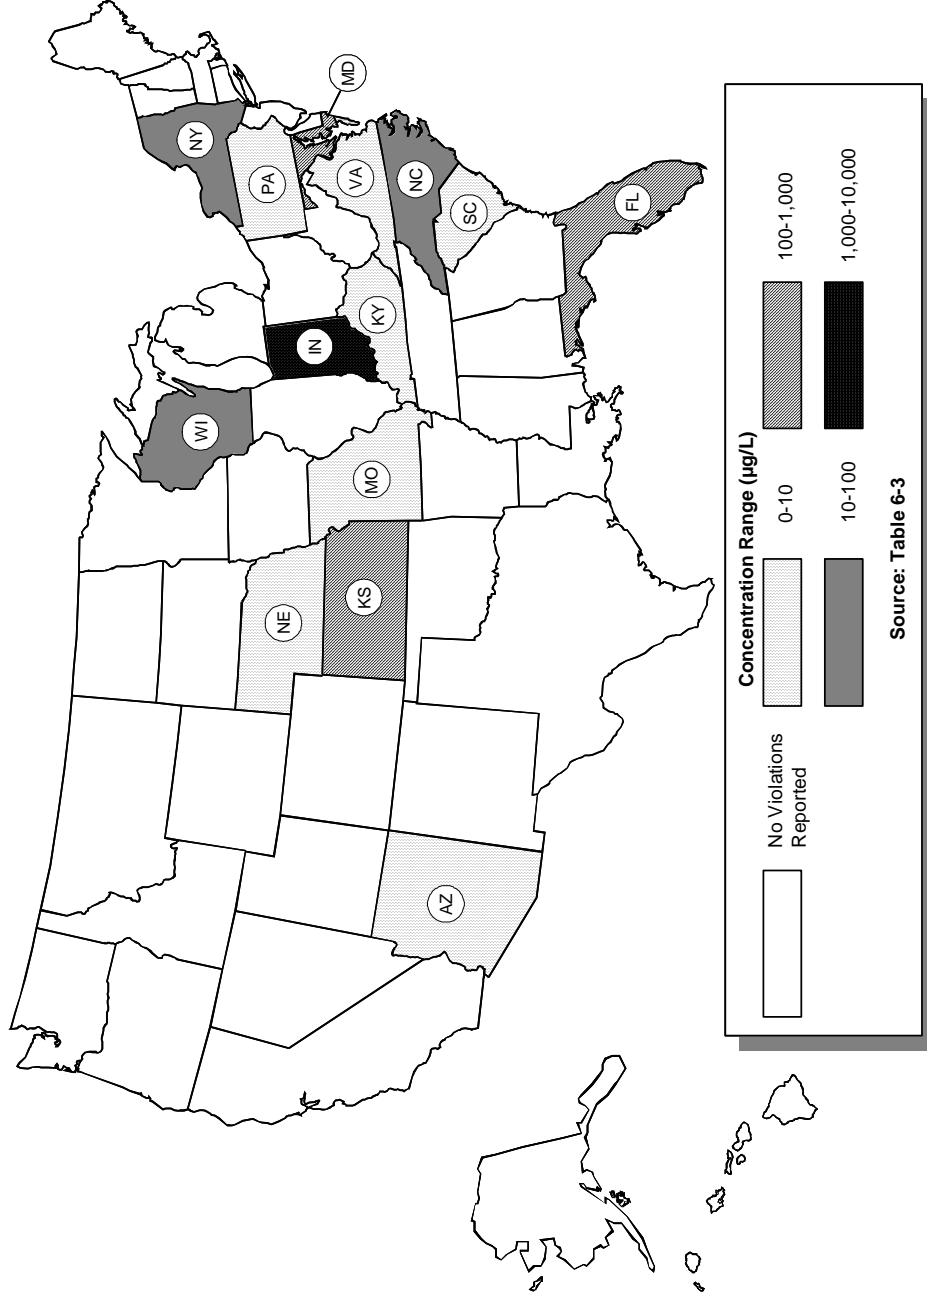 NY
PA
MD
VA
NC
SC
FL
WI
IN
KY
MO
NE
KS
AZ
Concentration Range (µg/L)
No Violations
Reported
0-10
100-1,000
10-100
1,000-10,000
Source: Table 6-3